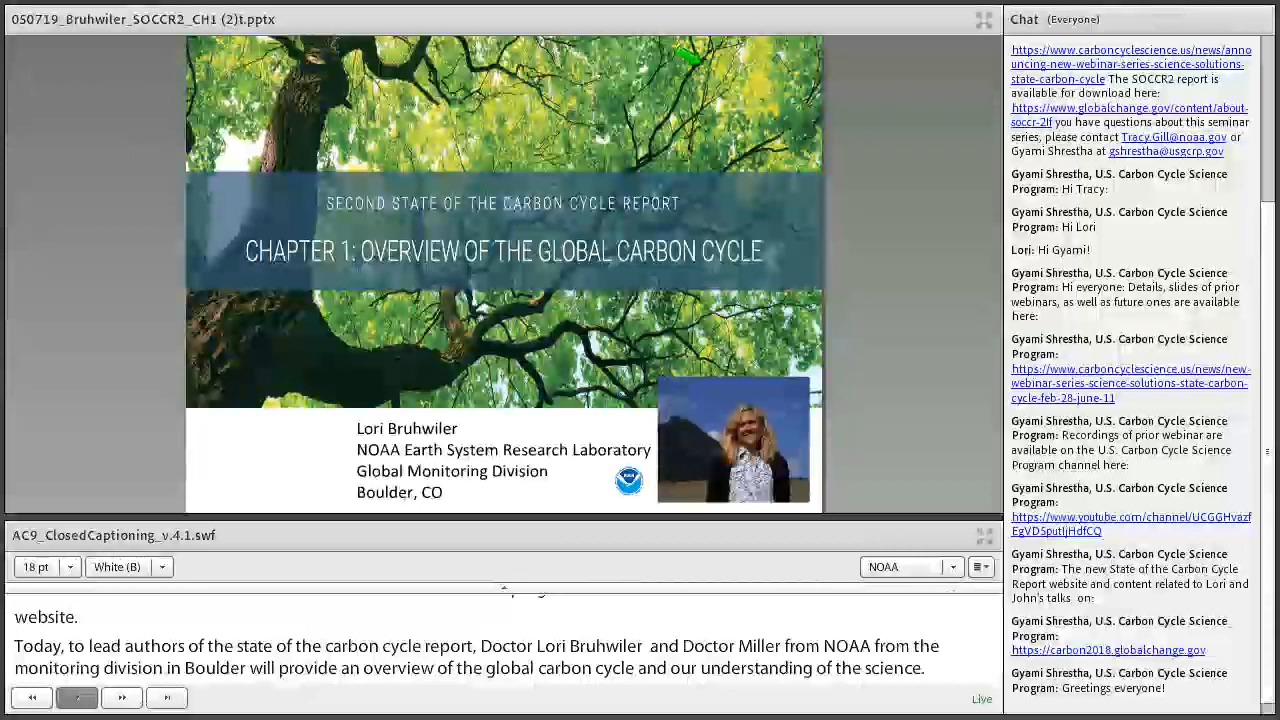 050719_Bruhwiler_SOCCR2_CH1 (2)t.pptx
SECOND STATE OF THE CARBON CYCLE REPORT
CHAPTER 1: OVERVIEW OF THE GLOBAL CARBON CYCLE
Lori Bruhwiler
NOAA Earth System Research Laboratory
Global Monitoring Division
Boulder, CO
AC9_ClosedCaptioning_v.4.1.swf
18 pt
White (B)
NOAA
website.
Today, to lead authors of the state of the carbon cycle report, Doctor Lori Bruhwiler  and Doctor Miller from NOAA from the
monitoring division in Boulder will provide an overview of the global carbon cycle and our understanding of the science.
Live
Chat (Everyone)
https://www.carboncyclescience.us/news/anno
uncing-new-webinar-series-science-solutions-
state-carbon-cycle The SOCCR2 report is
available for download here:
https://www.globalchange.gov/content/about-
soccr-2If you have questions about this seminar
series, please contact Tracy.Gill@noaa.gov or
Gyami Shrestha at gshrestha@usgcrp.gov
Gyami Shrestha, U.S. Carbon Cycle Science
Program: Hi Tracy:
Gyami Shrestha, U.S. Carbon Cycle Science
Program: Hi Lori
Lori: Hi Gyami!
Gyami Shrestha, U.S. Carbon Cycle Science
Program: Hi everyone: Details, slides of prior
webinars, as well as future ones are available
here:
Gyami Shrestha, U.S. Carbon Cycle Science
Program:
https://www.carboncyclescience.us/news/new-
webinar-series-science-solutions-state-carbon-
cycle-feb-28-june-11
Gyami Shrestha, U.S. Carbon Cycle Science
Program: Recordings of prior webinar are
available on the U.S. Carbon Cycle Science
Program channel here:
Gyami Shrestha, U.S. Carbon Cycle Science
Program:
https://www.youtube.com/channel/UCGGHvazf
EgVD5putIjHdfCQ
Gyami Shrestha, U.S. Carbon Cycle Science
Program: The new State of the Carbon Cycle
Report website and content related to Lori and
John's talks  on:
Gyami Shrestha, U.S. Carbon Cycle Science
Program:
https://carbon2018.globalchange.gov
Gyami Shrestha, U.S. Carbon Cycle Science
Program: Greetings everyone!